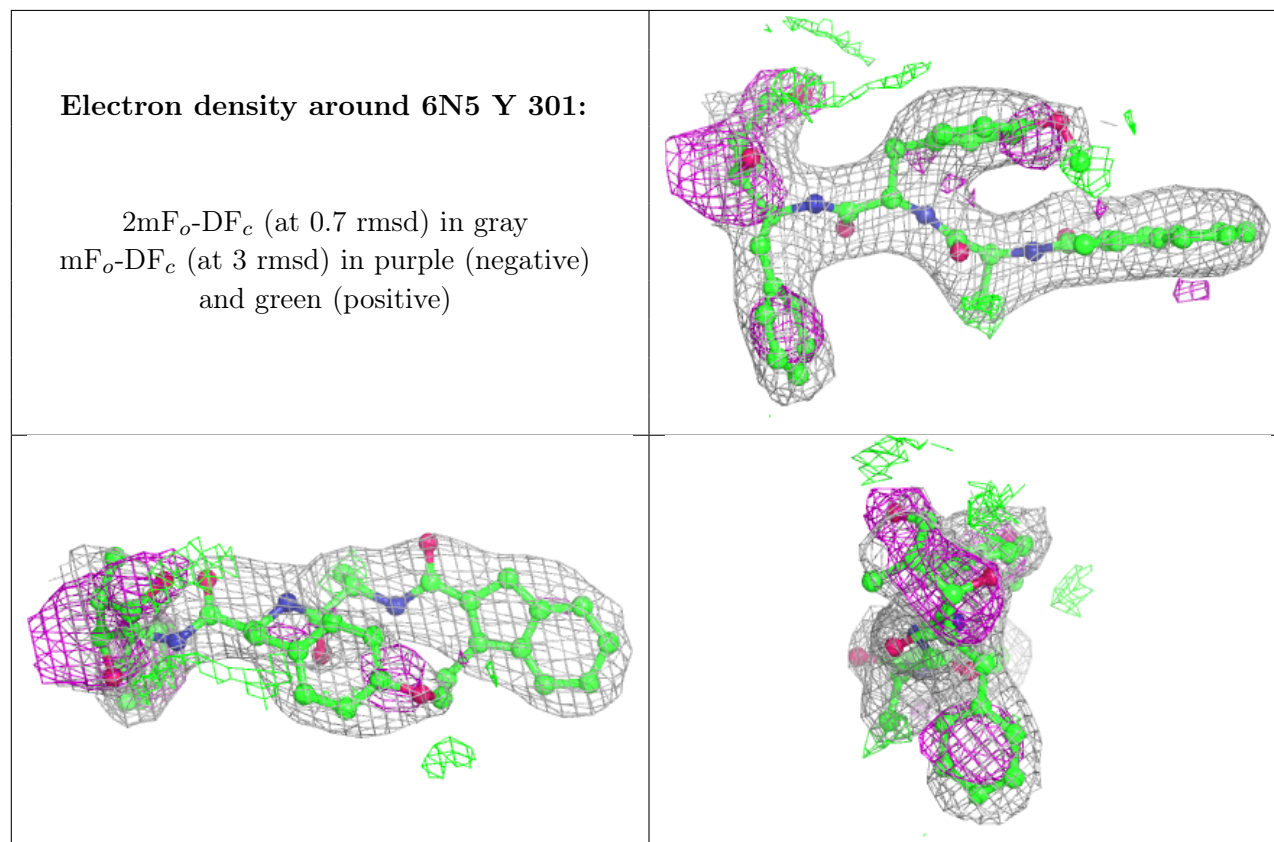 Electron density around 6N5 Y 301:
2mFo-DFc (at 0.7 rmsd) in gray
mFo-DFc (at 3 rmsd) in purple (negative)
and green (positive)